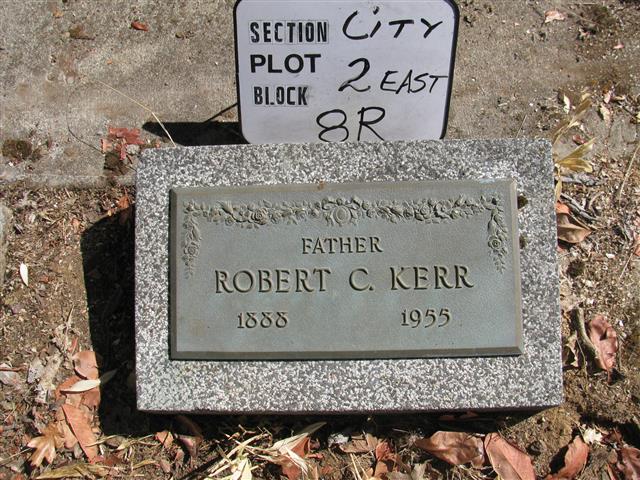 SECTION CITY
PLOT 2 EAST
BLOCK 8R
FATHER
ROBERT C. KERR
1888 1955